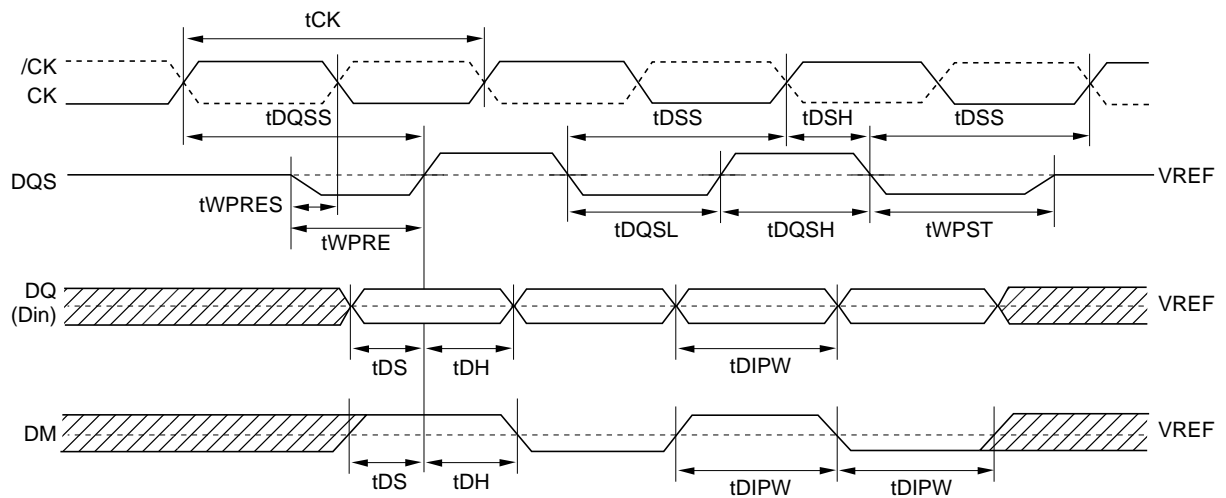 tCK
/CK
CK
tDQSS
tDSS
tDSH
tDSS
DQS
VREF
tWPRES
tWPRE
tDQSL
tDQSH
tWPST
DQ
(Din)
VREF
tDS
tDH
tDIPW
DM
VREF
tDS
tDH
tDIPW
tDIPW